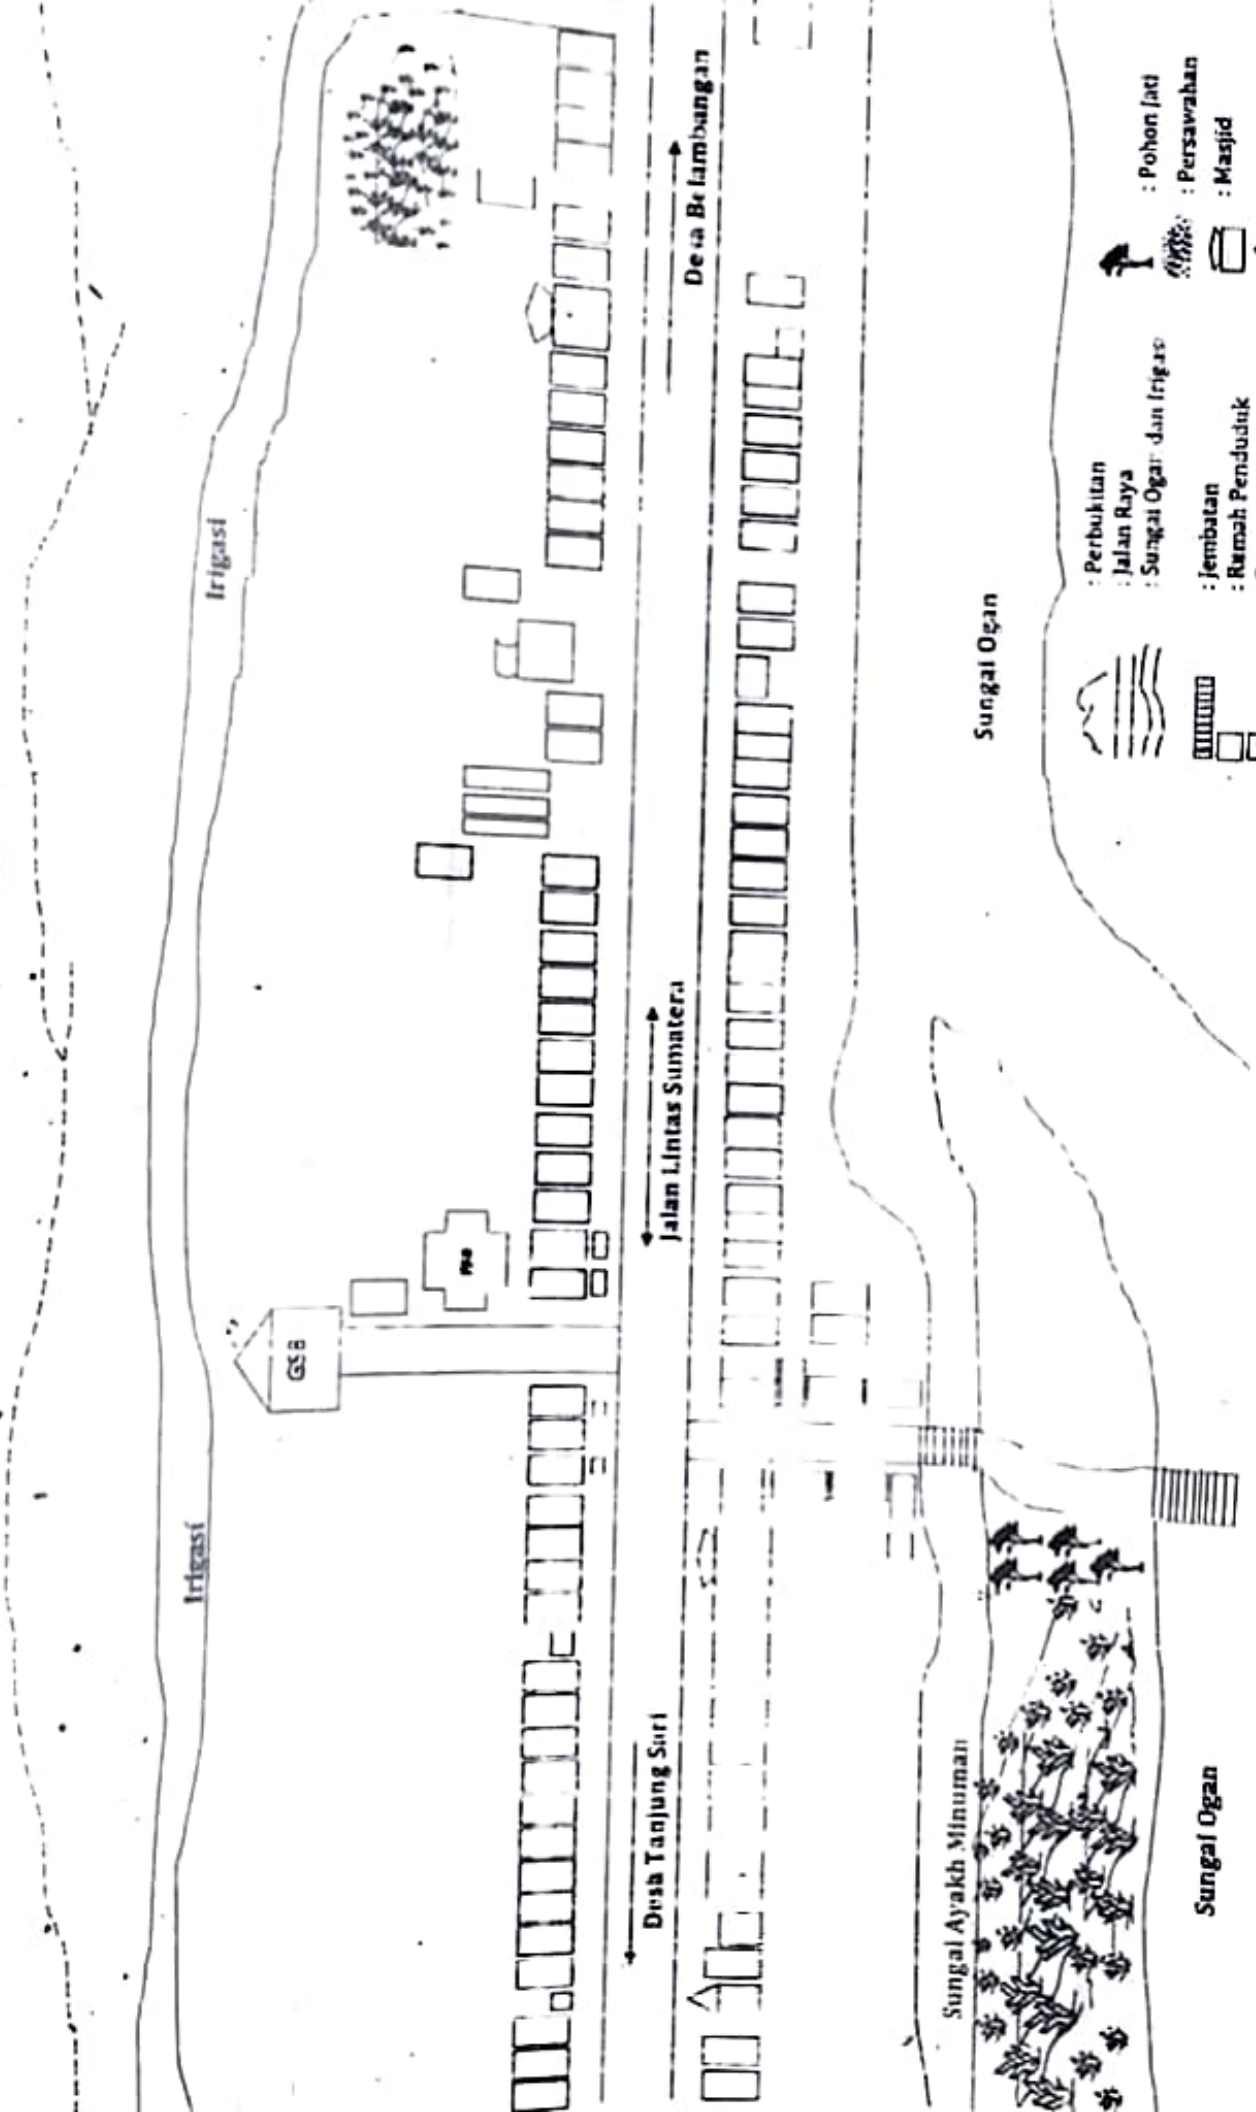 Irigasi
Irigasi
GSB
Desa Belambangan
Jalan Lintas Sumatera
Desa Tanjung Sari
Sungai Ogan
Sungai Ayakh Minuman
Sungai Ogan
: Perbukitan
: Jalan Raya
: Sungai Ogan dan Irigasi
: Jembatan
: Rumah Penduduk
: Pohon Jati
: Persawahan
: Masjid